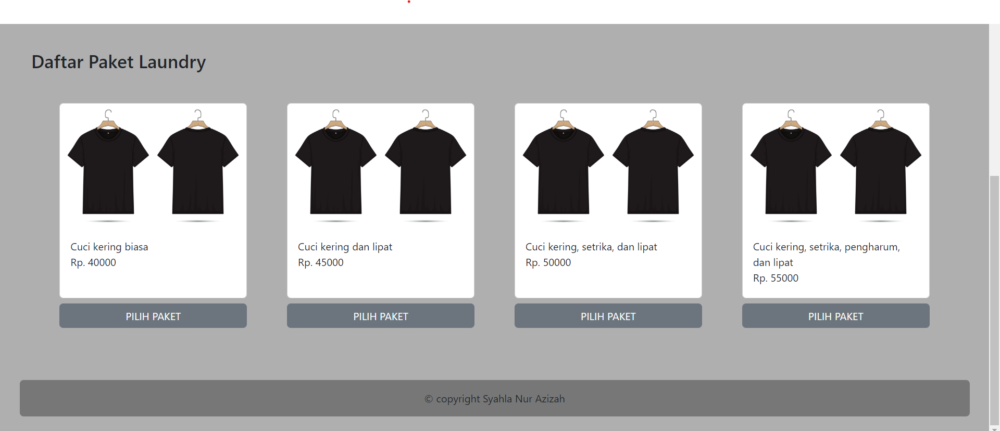 Daftar Paket Laundry
Cuci kering biasa
Rp. 40000
PILIH PAKET
Cuci kering dan lipat
Rp. 45000
PILIH PAKET
Cuci kering, setrika, dan lipat
Rp. 50000
PILIH PAKET
Cuci kering, setrika, pengharum,
dan lipat
Rp. 55000
PILIH PAKET
© copyright Syahla Nur Azizah